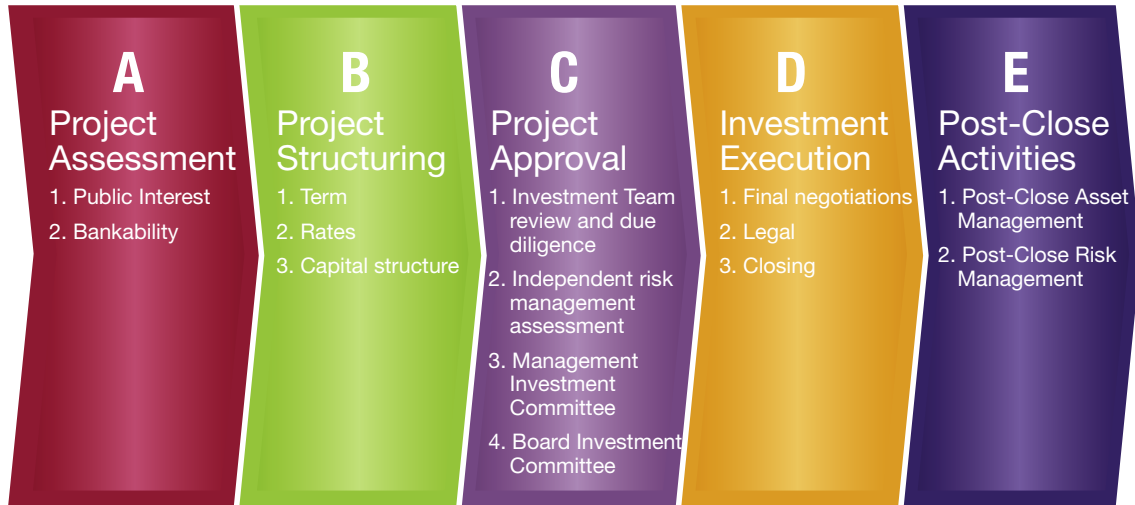 A
Project
Assessment
1. Public Interest
2. Bankability
B
Project
Structuring
1. Term
2. Rates
3. Capital structure
C
Project
Approval
1. Investment Team
review and due
diligence
2. Independent risk
management
assessment
3. Management
Investment
Committee
4. Board Investment
Committee
D
Investment
Execution
1. Final negotiations
2. Legal
3. Closing
E
Post-Close
Activities
1. Post-Close Asset
Management
2. Post-Close Risk
Management